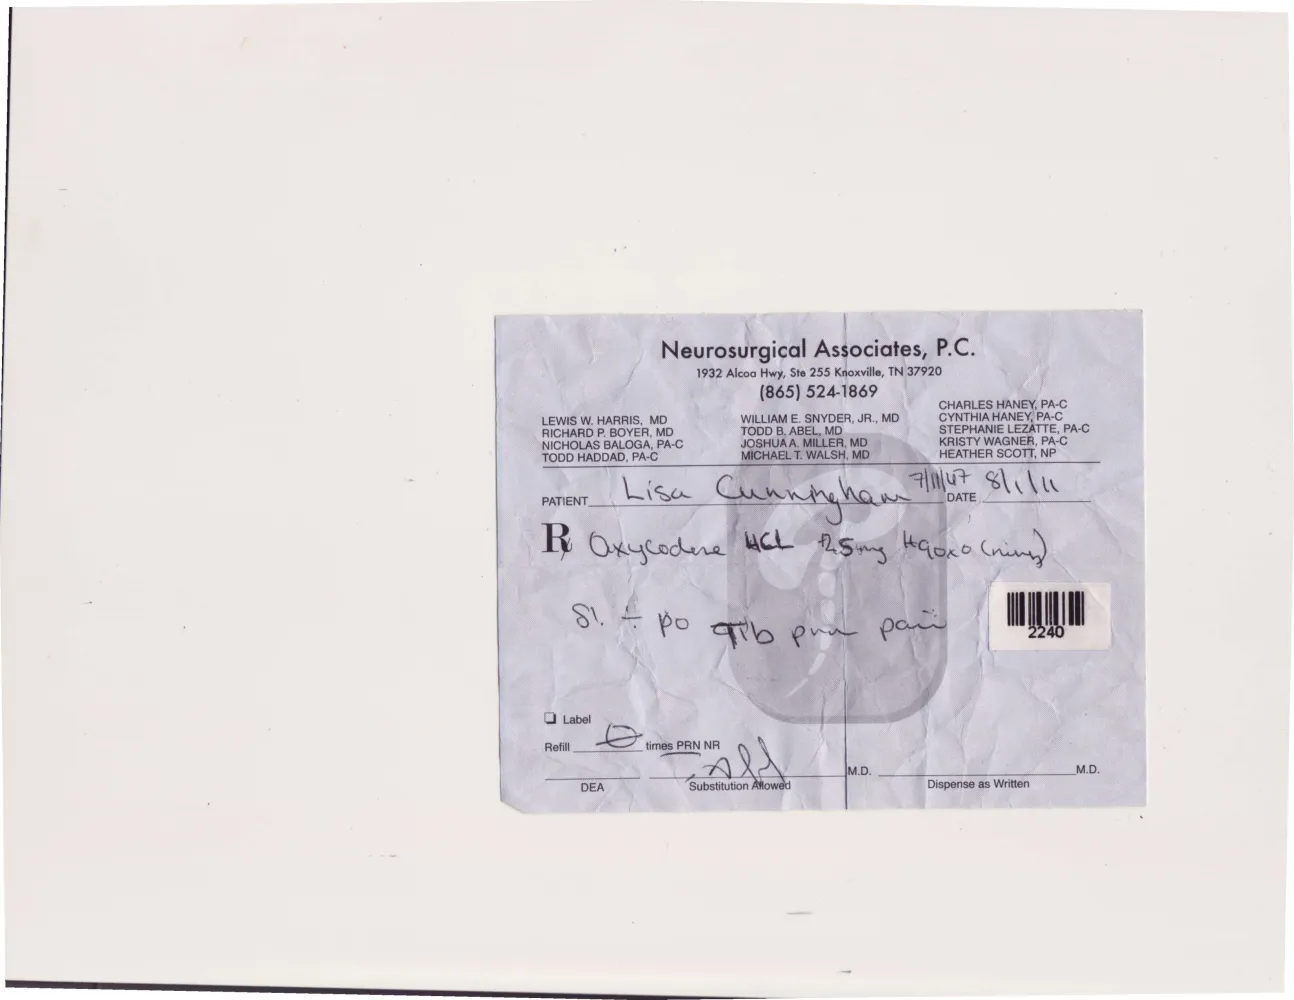 Neurosurgical Associates, P.C.
1932 Alcoa Hwy, Ste 255 Knoxville, TN 37920
(865) 524-1869
LEWIS W. HARRIS, MD
RICHARD P. BOYER, MD
NICHOLAS BALOGA, PA-C
TODD HADDAD, PA-C
WILLIAM E. SNYDER, JR., MD
TODD B. ABEL, MD
JOSHUA A. MILLER, MD
MICHAEL T. WALSH, MD
CHARLES HANEY, PA-C
CYNTHIA HANEY, PA-C
STEPHANIE LEZATTE, PA-C
KRISTY WAGNER, PA-C
HEATHER SCOTT, NP
PATIENT Lisa Cunningham 7/11/47 DATE 8/1/11
Rx Oxycodone HCL
po prn pain
2240
Label
Refill 0 times PRN NR
M.D. M.D.
DEA Substitution Allowed Dispense as Written